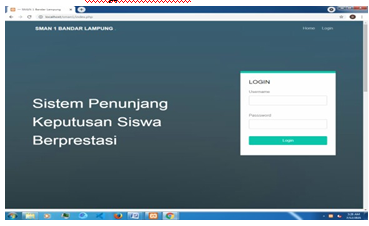 SMAN 1 BANDAR LAMPUNG
Home Login
LOGIN
Username
Password
Login
Sistem Penunjang
Keputusan Siswa
Berprestasi